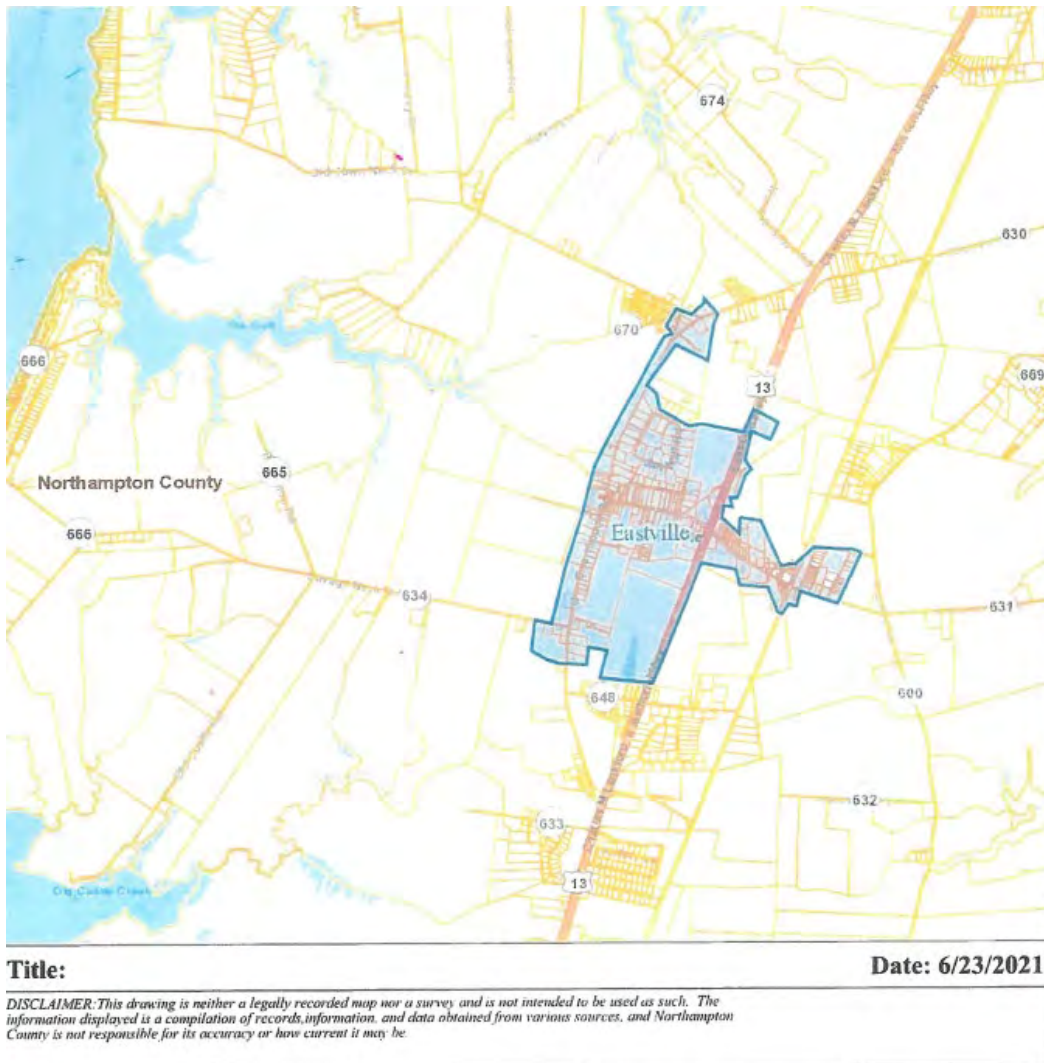 674
630
670
666
13
669
665
Northampton County
666
Eastville
634
631
648
600
632
633
13
Title:
Date: 6/23/2021
DISCLAIMER: This drawing is neither a legally recorded map nor a survey and is not intended to be used as such. The
information displayed is a compilation of records, information, and data obtained from various sources, and Northampton
County is not responsible for its accuracy or how current it may be.